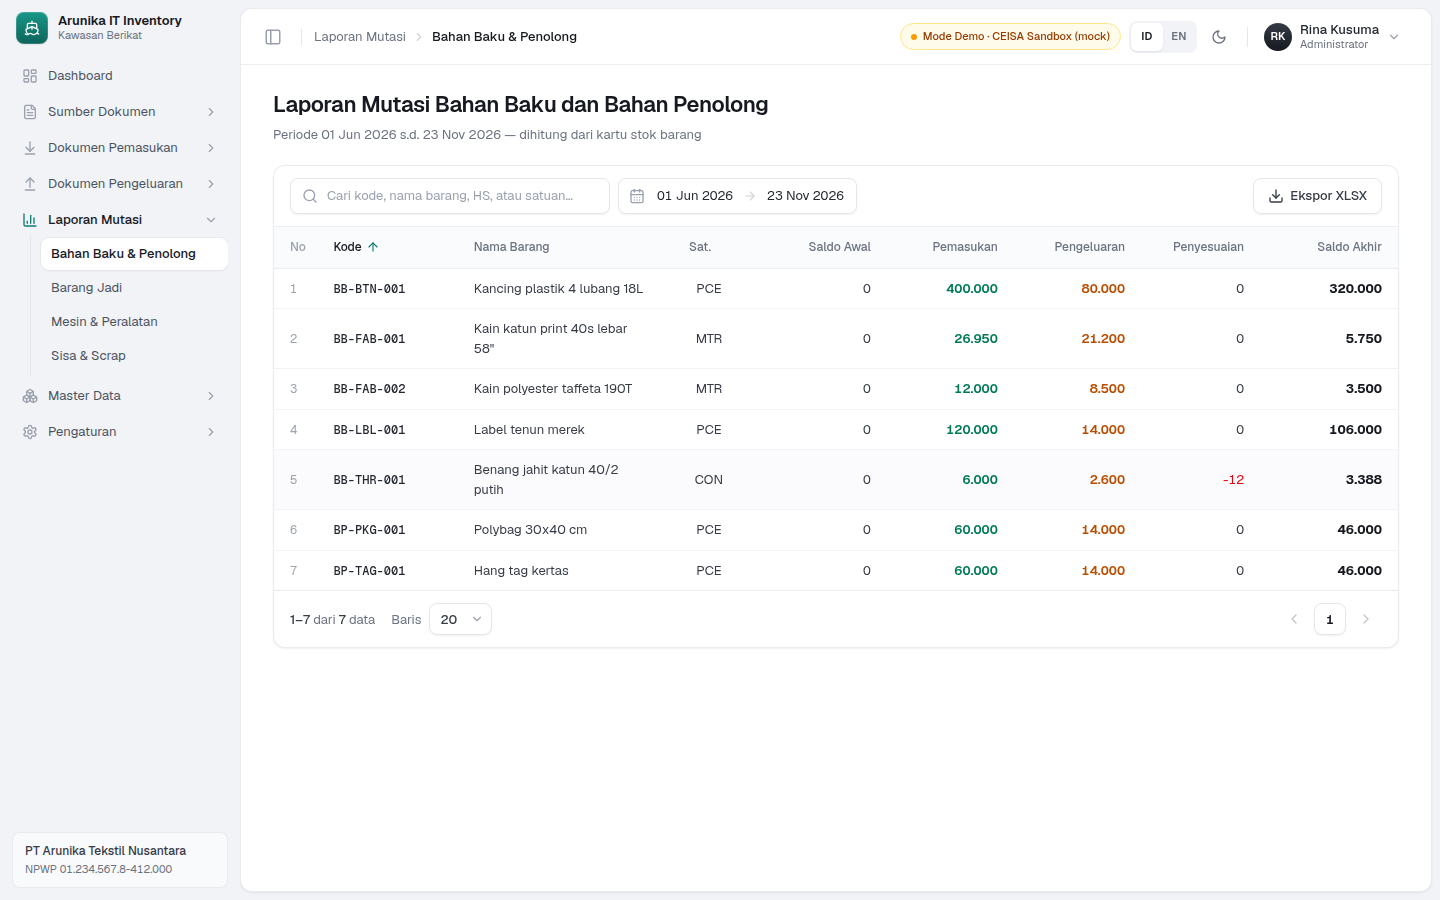 Arunika IT Inventory
Kawasan Berikat
Dashboard
Sumber Dokumen
Dokumen Pemasukan
Dokumen Pengeluaran
Laporan Mutasi
Bahan Baku & Penolong
Barang Jadi
Mesin & Peralatan
Sisa & Scrap
Master Data
Pengaturan
PT Arunika Tekstil Nusantara
NPWP 01.234.567.8-412.000
Laporan Mutasi Bahan Baku & Penolong
Mode Demo · CEISA Sandbox (mock)
ID EN
RK
Rina Kusuma
Administrator
Laporan Mutasi Bahan Baku dan Bahan Penolong
Periode 01 Jun 2026 s.d. 23 Nov 2026 — dihitung dari kartu stok barang
Cari kode, nama barang, HS, atau satuan...
01 Jun 2026 → 23 Nov 2026
Ekspor XLSX
No Kode ↑ Nama Barang Sat. Saldo Awal Pemasukan Pengeluaran Penyesuaian Saldo Akhir
1 BB-BTN-001 Kancing plastik 4 lubang 18L PCE 0 400.000 80.000 0 320.000
2 BB-FAB-001 Kain katun print 40s lebar 58" MTR 0 26.950 21.200 0 5.750
3 BB-FAB-002 Kain polyester taffeta 190T MTR 0 12.000 8.500 0 3.500
4 BB-LBL-001 Label tenun merek PCE 0 120.000 14.000 0 106.000
5 BB-THR-001 Benang jahit katun 40/2 putih CON 0 6.000 2.600 -12 3.388
6 BP-PKG-001 Polybag 30x40 cm PCE 0 60.000 14.000 0 46.000
7 BP-TAG-001 Hang tag kertas PCE 0 60.000 14.000 0 46.000
1–7 dari 7 data Baris 20
1